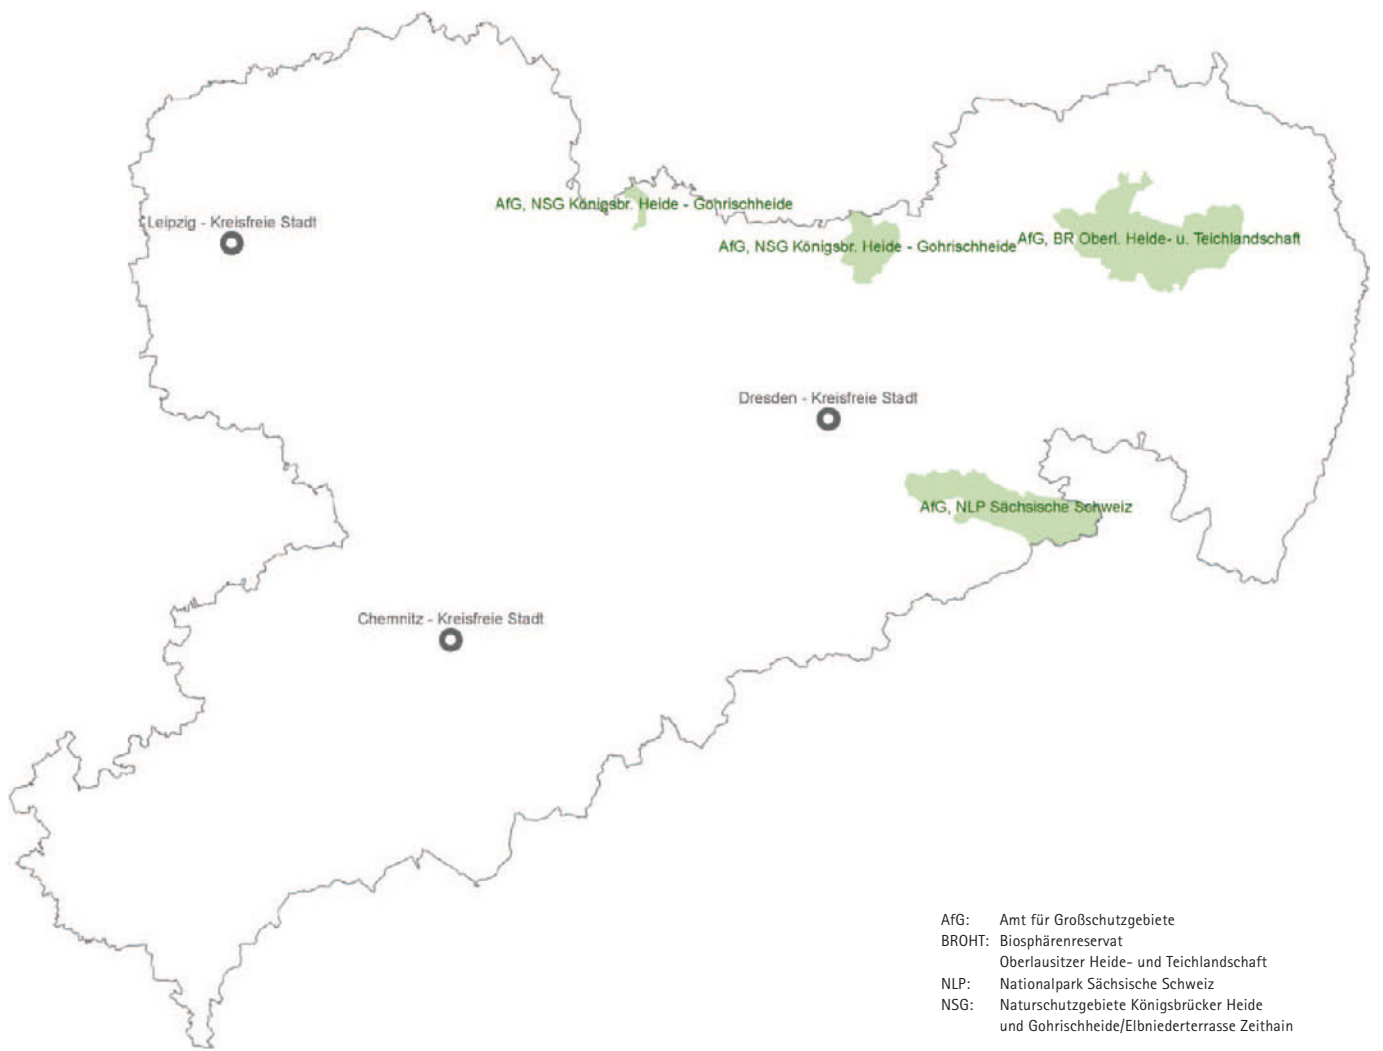 AfG, NSG Königsbr. Heide - Gohrischheide
Leipzig - Kreisfreie Stadt
AfG, NSG Königsbr. Heide - Gohrischheide
AfG, BR Oberl. Heide- u. Teichlandschaft
Dresden - Kreisfreie Stadt
AfG, NLP Sächsische Schweiz
Chemnitz - Kreisfreie Stadt
AfG: Amt für Großschutzgebiete
BROHT: Biosphärenreservat
Oberlausitzer Heide- und Teichlandschaft
NLP: Nationalpark Sächsische Schweiz
NSG: Naturschutzgebiete Königsbrücker Heide
und Gohrischheide/Elbniederterrasse Zeithain